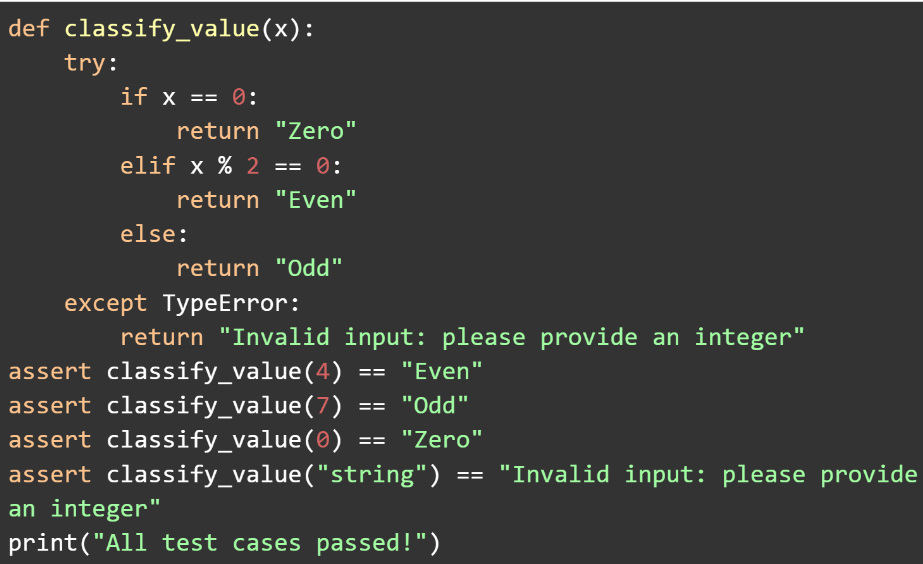 def classify_value(x):
    try:
        if x == 0:
            return "Zero"
        elif x % 2 == 0:
            return "Even"
        else:
            return "Odd"
    except TypeError:
        return "Invalid input: please provide an integer"
assert classify_value(4) == "Even"
assert classify_value(7) == "Odd"
assert classify_value(0) == "Zero"
assert classify_value("string") == "Invalid input: please provide
an integer"
print("All test cases passed!")